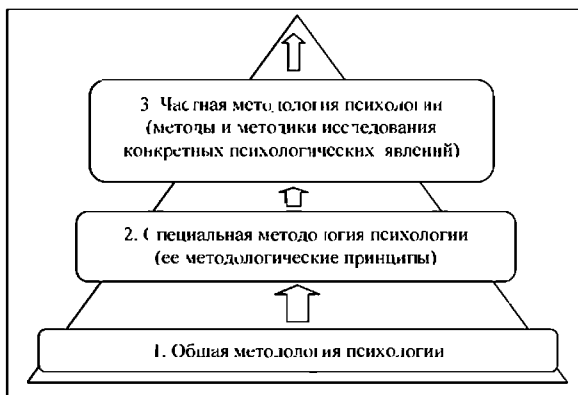 3. Частная методология психологии
(методы и методики исследования
конкретных психологических явлений)
2. Специальная методология психологии
(ее методологические принципы)
1. Общая методология психологии